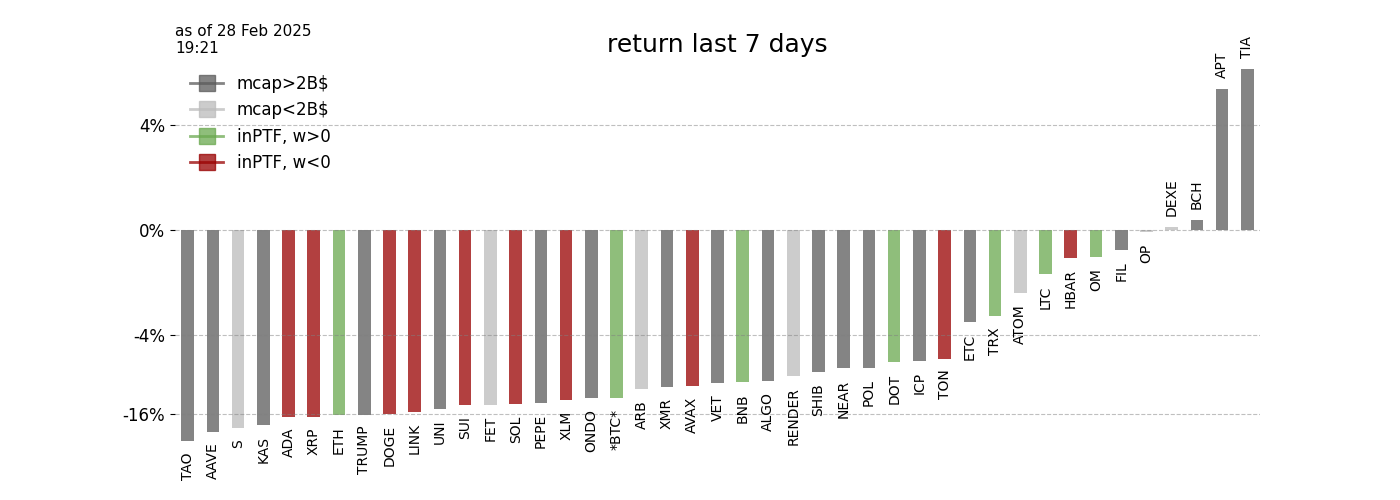 as of 28 Feb 2025
19:21
return last 7 days
mcap>2B$
mcap<2B$
inPTF, w>0
inPTF, w<0
4%
0%
-4%
-16%
TAO
AAVE
S
KAS
ADA
XRP
ETH
TRUMP
DOGE
LINK
UNI
SUI
FET
SOL
PEPE
XLM
ONDO
*BTC*
ARB
XMR
AVAX
VET
BNB
ALGO
RENDER
SHIB
NEAR
POL
DOT
ICP
TON
ETC
TRX
ATOM
LTC
HBAR
OM
FIL
OP
DEXE
BCH
APT
TIA